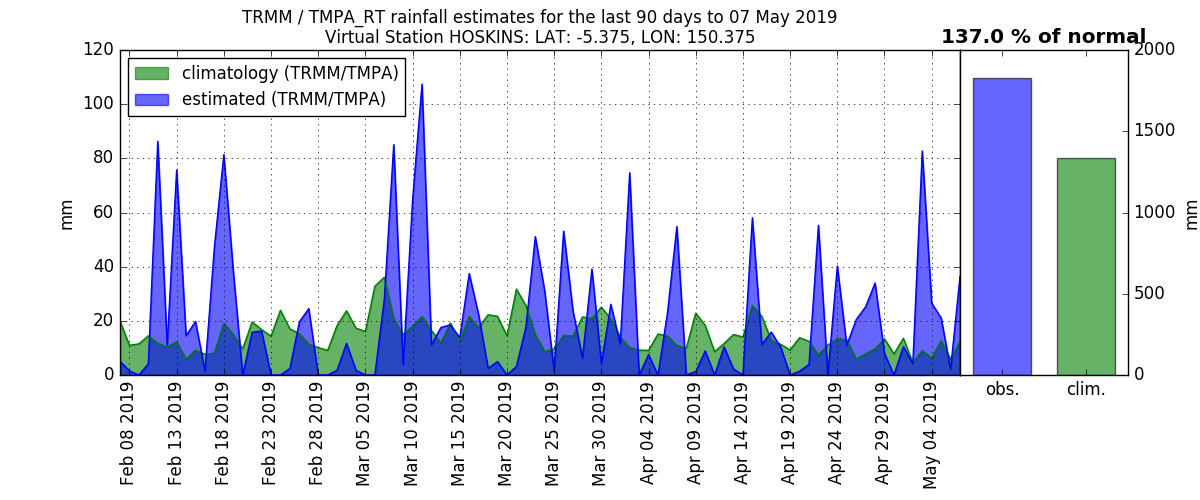 TRMM / TMPA_RT rainfall estimates for the last 90 days to 07 May 2019
Virtual Station HOSKINS: LAT: -5.375, LON: 150.375
137.0 % of normal
climatology (TRMM/TMPA)
estimated (TRMM/TMPA)
120
100
80
60
40
20
0
mm
2000
1500
1000
500
0
mm
Feb 08 2019
Feb 13 2019
Feb 18 2019
Feb 23 2019
Feb 28 2019
Mar 05 2019
Mar 10 2019
Mar 15 2019
Mar 20 2019
Mar 25 2019
Mar 30 2019
Apr 04 2019
Apr 09 2019
Apr 14 2019
Apr 19 2019
Apr 24 2019
Apr 29 2019
May 04 2019
obs.
clim.